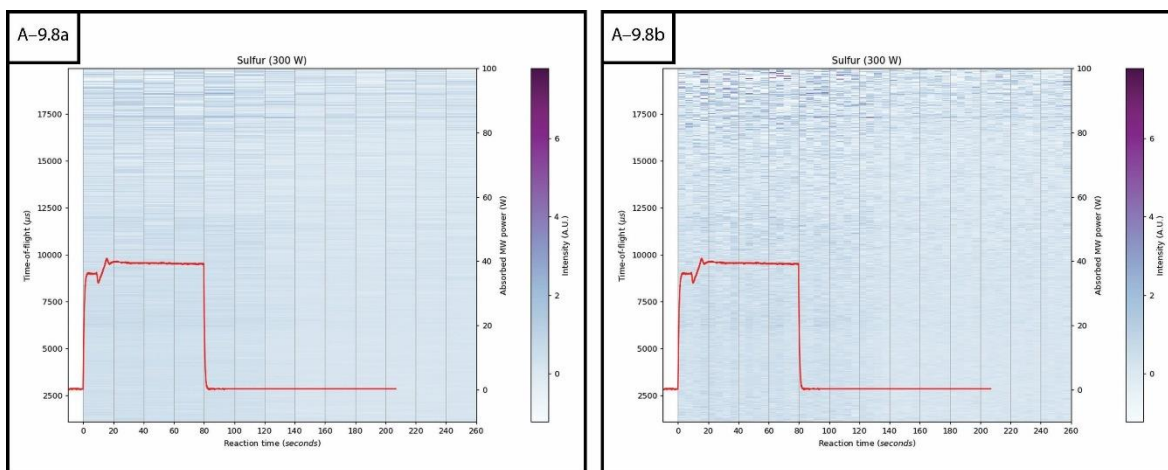 A–9.8a
Sulfur (300 W)
17500
15000
12500
10000
7500
5000
2500
Time-of-flight (μs)
0 20 40 60 80 100 120 140 160 180 200 220 240 260
Reaction time (seconds)
100
80
60
40
20
0
Absorbed MW power (W)
6
4
2
0
Intensity (A.U.)
A–9.8b
Sulfur (300 W)
17500
15000
12500
10000
7500
5000
2500
Time-of-flight (μs)
0 20 40 60 80 100 120 140 160 180 200 220 240 260
Reaction time (seconds)
100
80
60
40
20
0
Absorbed MW power (W)
6
4
2
0
Intensity (A.U.)